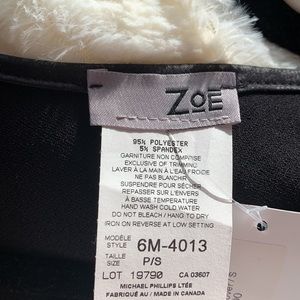 ZOË
95% POLYESTER
5% SPANDEX
GARNITURE NON COMPRISE
EXCLUSIVE OF TRIMMING
LAVER À LA MAIN À L'EAU FROIDE
NE PAS BLANCHIR
SUSPENDRE POUR SÉCHER
REPASSER SUR L'ENVERS
À BASSE TEMPÉRATURE
HAND WASH COLD WATER
DO NOT BLEACH / HANG TO DRY
IRON ON REVERSE AT LOW SETTING
MODÈLE
STYLE 6M-4013
TAILLE
SIZE P/S
LOT 19790 CA 03607
MICHAEL PHILLIPS LTÉE
FABRIQUÉ AU / MADE IN CANADA